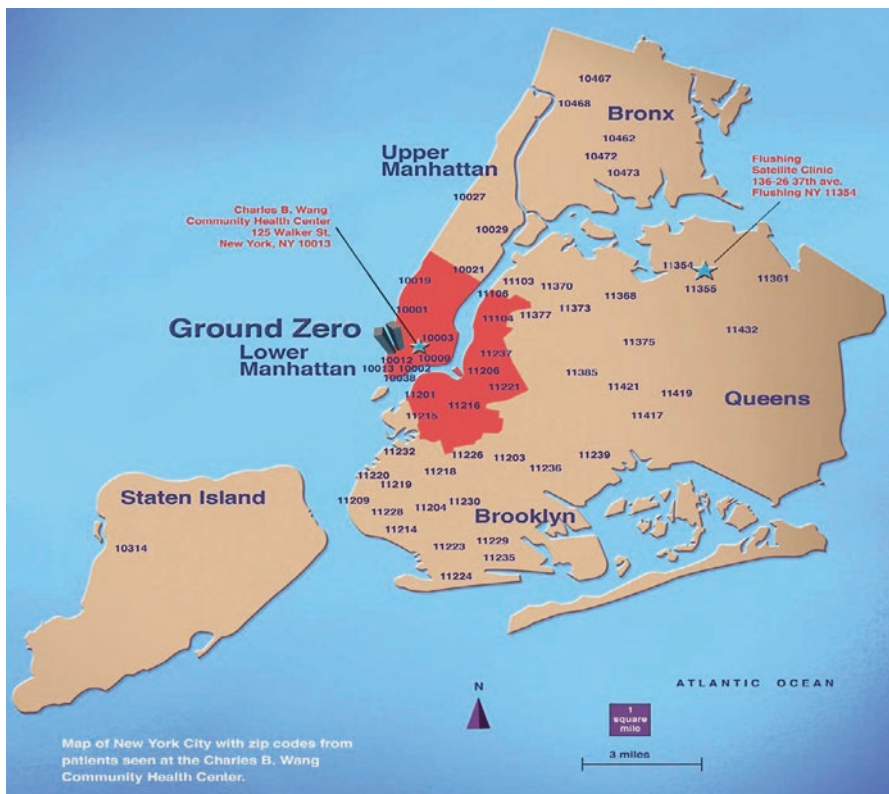 10467
10468
Bronx
10462
10472
10473
Upper
Manhattan
10027
10029
Flushing
Satellite Clinic
136-26 37th ave.
Flushing NY 11354
Charles B. Wang
Community Health Center
125 Walker St.
New York, NY 10013
10021
10019
10001
11354
11355
11361
11103
11106
11370
11368
11104
11377
11373
11432
Ground Zero
Lower
Manhattan
10003
10012
10009
10013
10002
10038
11375
11237
11206
11221
11385
11421
11419
11417
Queens
11201
11215
11216
11232
11226
11203
11239
11236
11220
11218
11219
11209
11228
11204
11230
11214
Brooklyn
11223
11229
11235
11224
Staten Island
10314
ATLANTIC OCEAN
N
1
square
mile
3 miles
Map of New York City with zip codes from
patients seen at the Charles B. Wang
Community Health Center.